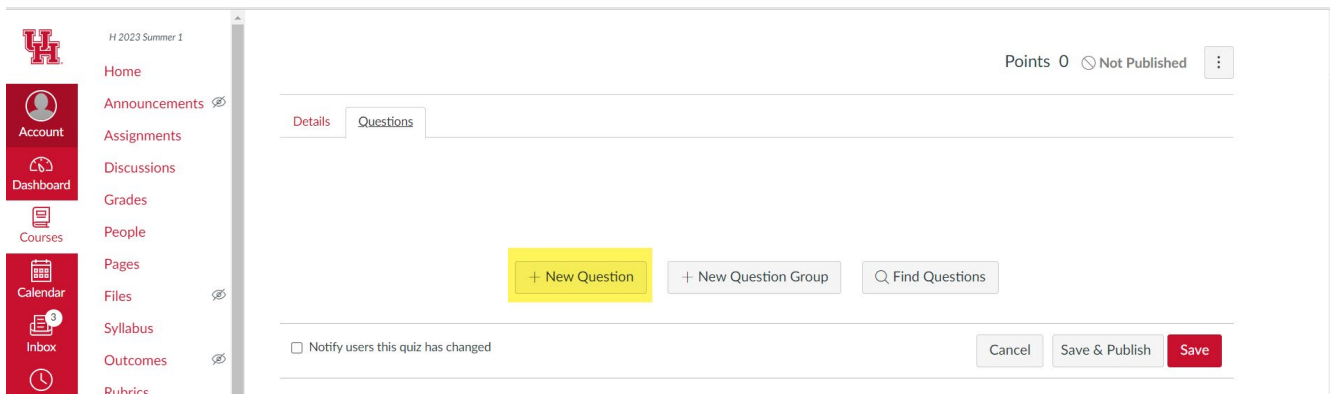 UH
Account
Dashboard
Courses
Calendar
3
Inbox
H 2023 Summer 1
Home
Announcements
Assignments
Discussions
Grades
People
Pages
Files
Syllabus
Outcomes
Rubrics
Points 0 Not Published
Details Questions
+ New Question + New Question Group Find Questions
Notify users this quiz has changed
Cancel Save & Publish Save